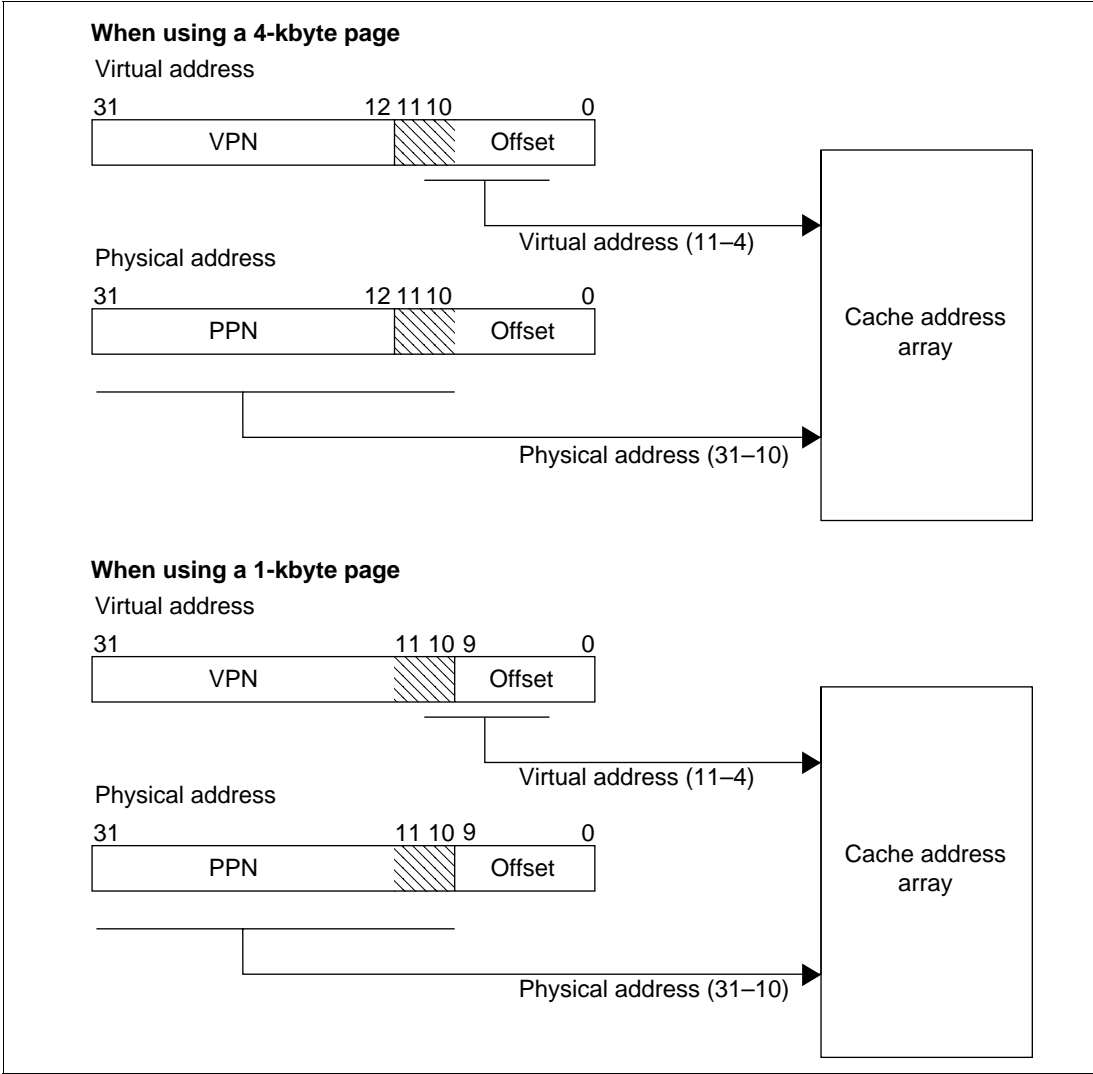 When using a 4-kbyte page
Virtual address
31 12 11 10 0
VPN Offset
Virtual address (11–4)
Physical address
31 12 11 10 0
PPN Offset
Cache address
array
Physical address (31–10)
When using a 1-kbyte page
Virtual address
31 11 10 9 0
VPN Offset
Virtual address (11–4)
Physical address
31 11 10 9 0
PPN Offset
Cache address
array
Physical address (31–10)